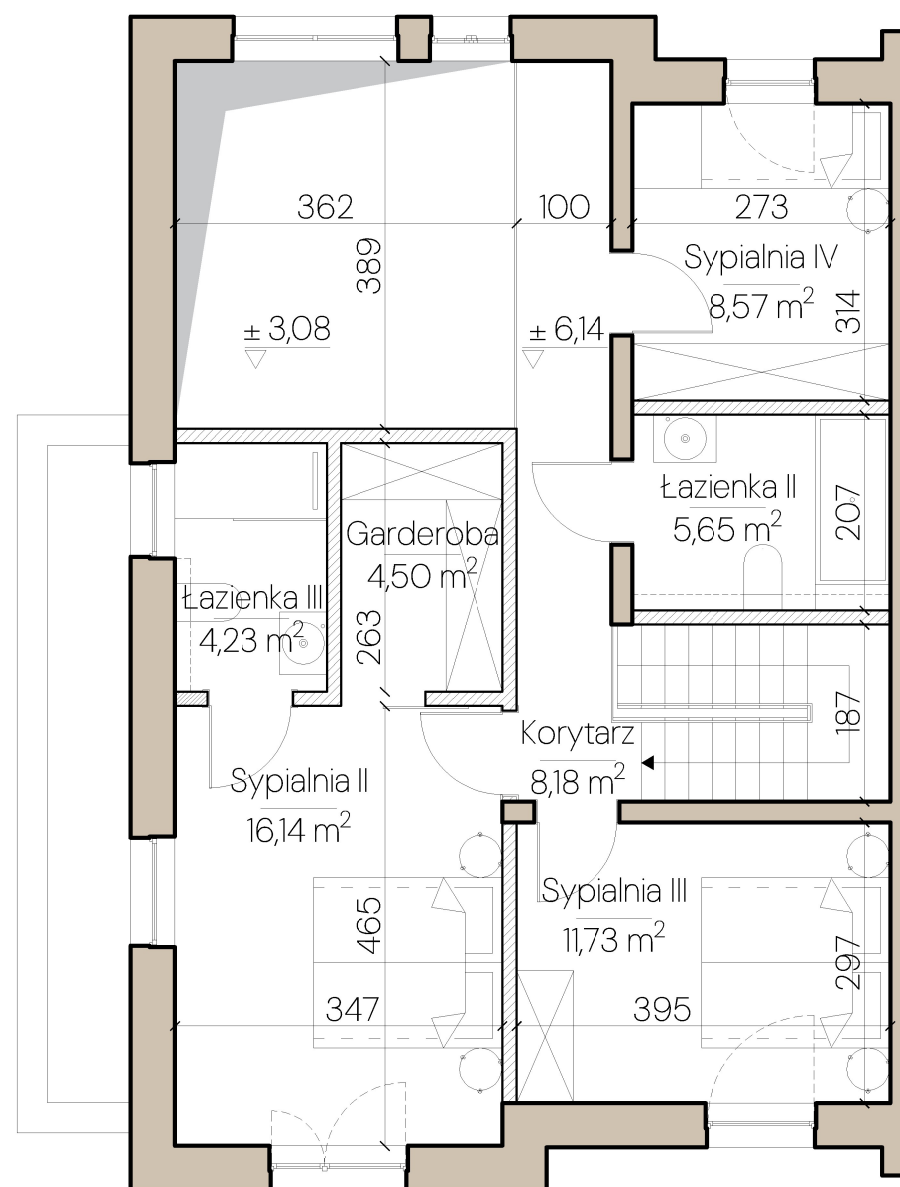 362
100
273
389
Sypialnia IV
8,57 m²
314
± 3,08
± 6,14
Łazienka II
5,65 m²
207
Garderoba
4,50 m²
Łazienka III
4,23 m²
263
187
Korytarz
8,18 m²
Sypialnia II
16,14 m²
Sypialnia III
11,73 m²
465
297
347
395